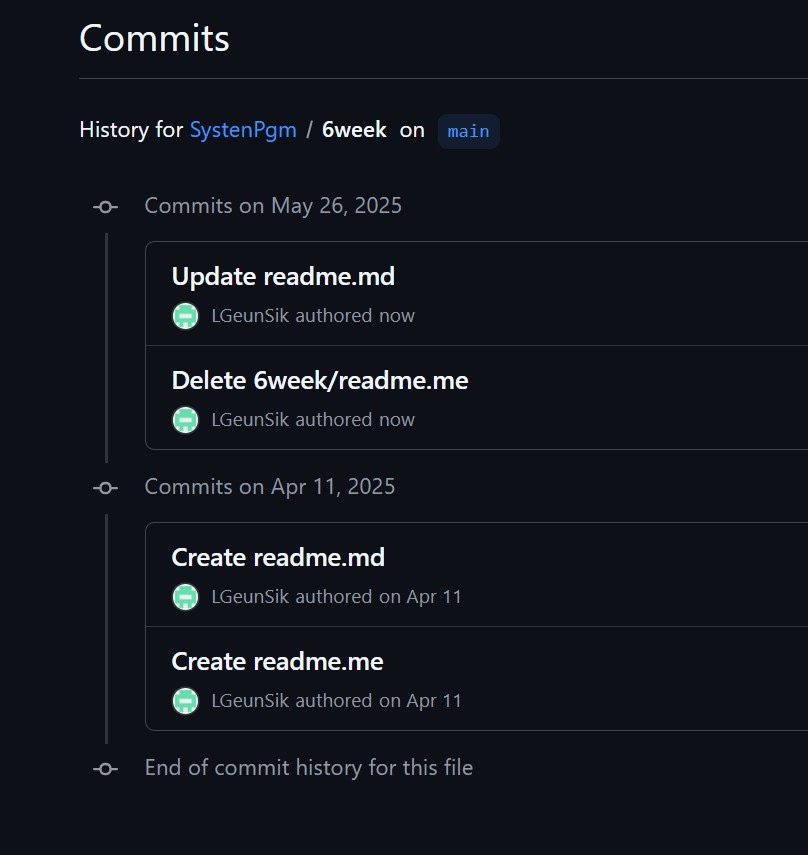 Commits
History for SystenPgm / 6week on main
Commits on May 26, 2025
Update readme.md
LGeunSik authored now
Delete 6week/readme.me
LGeunSik authored now
Commits on Apr 11, 2025
Create readme.md
LGeunSik authored on Apr 11
Create readme.me
LGeunSik authored on Apr 11
End of commit history for this file